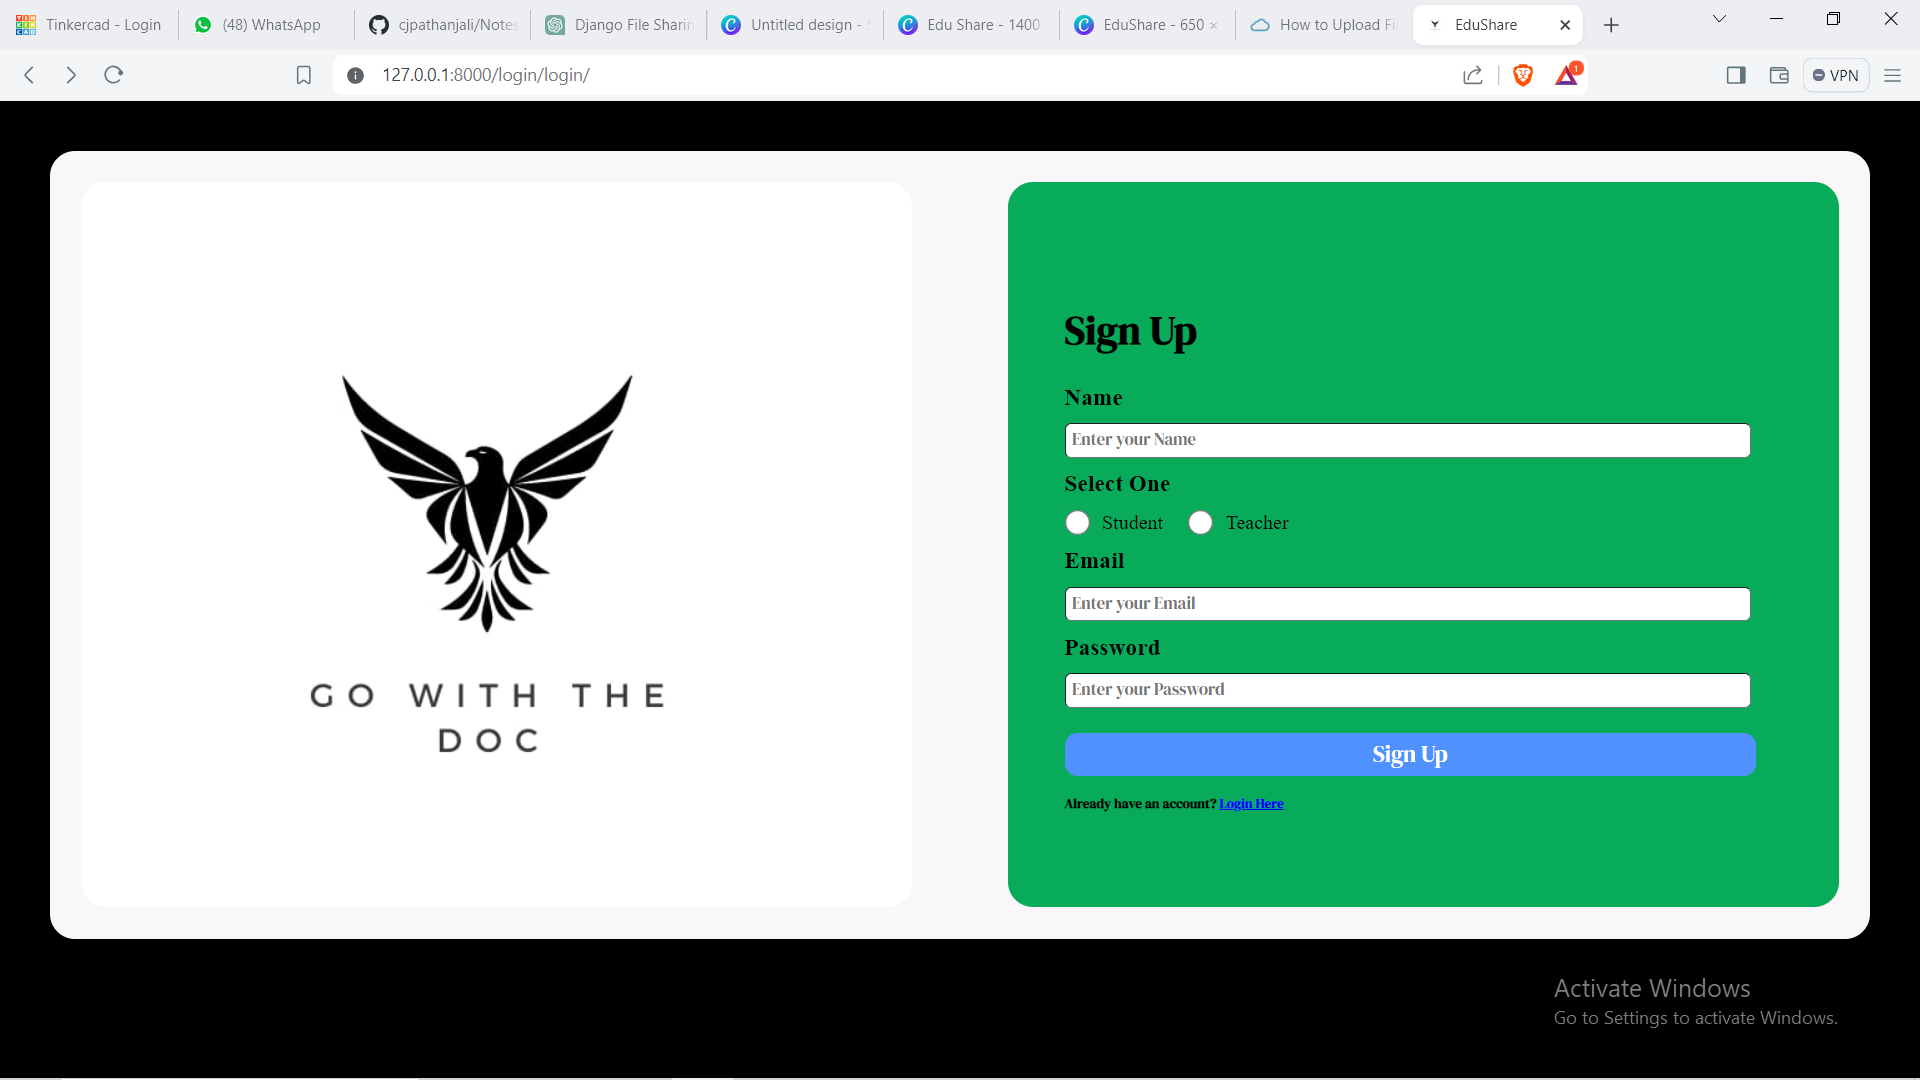 Tinkercad - Login
(48) WhatsApp
cjpathanjali/Notes
Django File Sharin
Untitled design - 5
Edu Share - 1400
EduShare - 650
How to Upload Fi
EduShare
127.0.0.1:8000/login/login/
1
VPN
GO WITH THE
DOC
Sign Up
Name
Enter your Name
Select One
Student Teacher
Email
Enter your Email
Password
Enter your Password
Sign Up
Already have an account? Login Here
Activate Windows
Go to Settings to activate Windows.